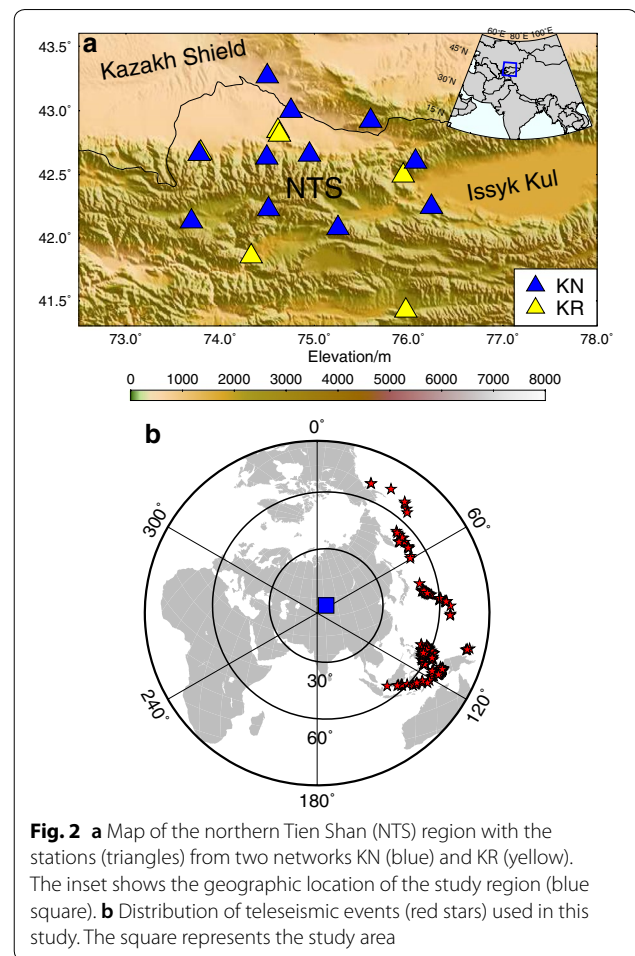 a
Kazakh Shield
NTS
Issyk Kul
60˚ 80˚ 100˚
45˚N
30˚N
15˚N
43.5˚
43.0˚
42.5˚
42.0˚
41.5˚
KN
KR
73.0˚ 74.0˚ 75.0˚ 76.0˚ 77.0˚ 78.0˚
Elevation/m
0 1000 2000 3000 4000 5000 6000 7000 8000
b
0˚
300˚
60˚
30˚
60˚
240˚
120˚
180˚
Fig. 2 a Map of the northern Tien Shan (NTS) region with the
stations (triangles) from two networks KN (blue) and KR (yellow).
The inset shows the geographic location of the study region (blue
square). b Distribution of teleseismic events (red stars) used in this
study. The square represents the study area